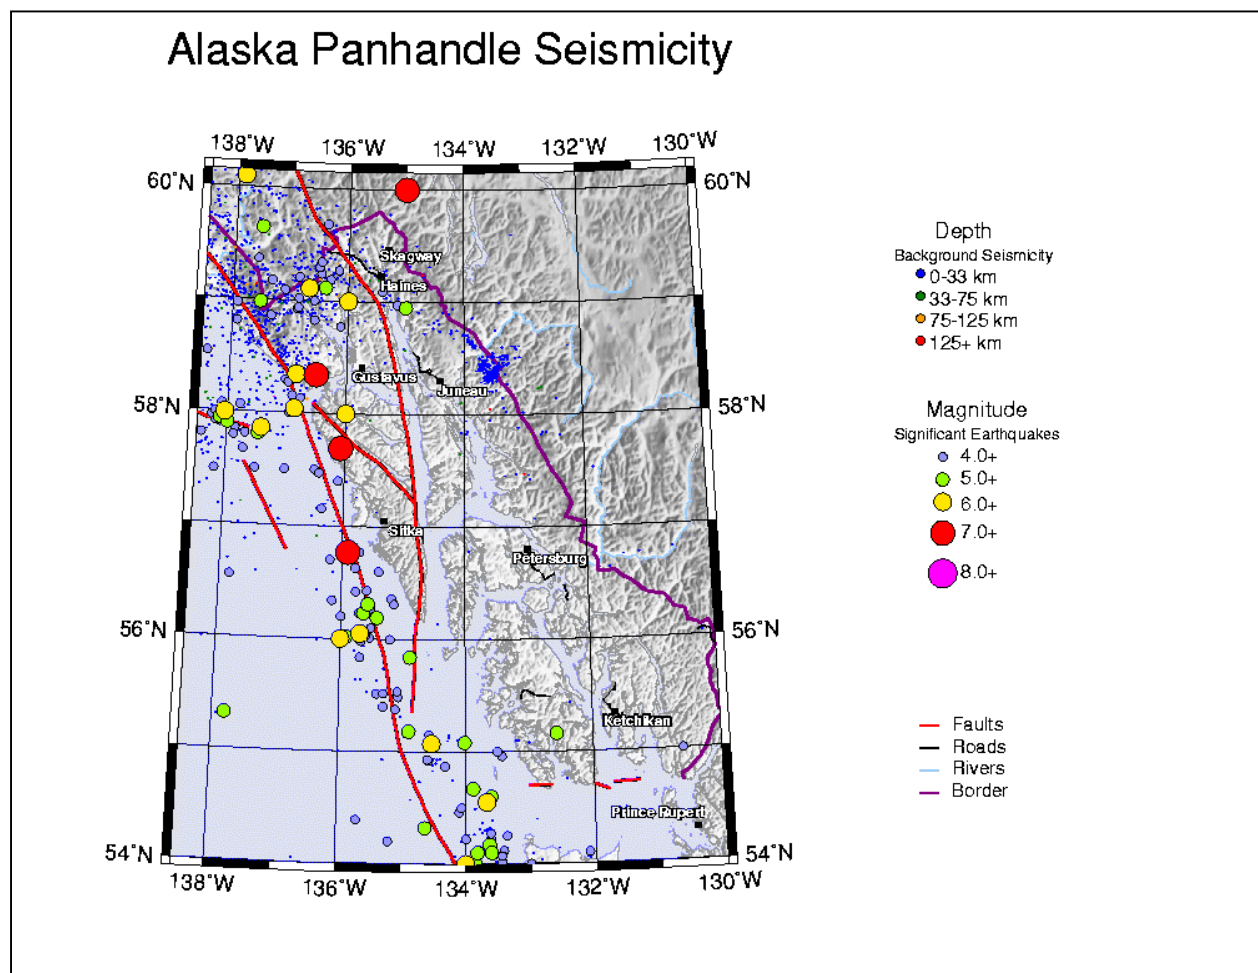 Alaska Panhandle Seismicity
138°W 136°W 134°W 132°W 130°W
60°N 60°N
Skagway
Haines
Gustavus
Juneau
58°N 58°N
Sitka
Petersburg
56°N 56°N
Ketchikan
Prince Rupert
54°N 54°N
138°W 136°W 134°W 132°W 130°W
Depth
Background Seismicity
0-33 km
33-75 km
75-125 km
125+ km
Magnitude
Significant Earthquakes
4.0+
5.0+
6.0+
7.0+
8.0+
Faults
Roads
Rivers
Border